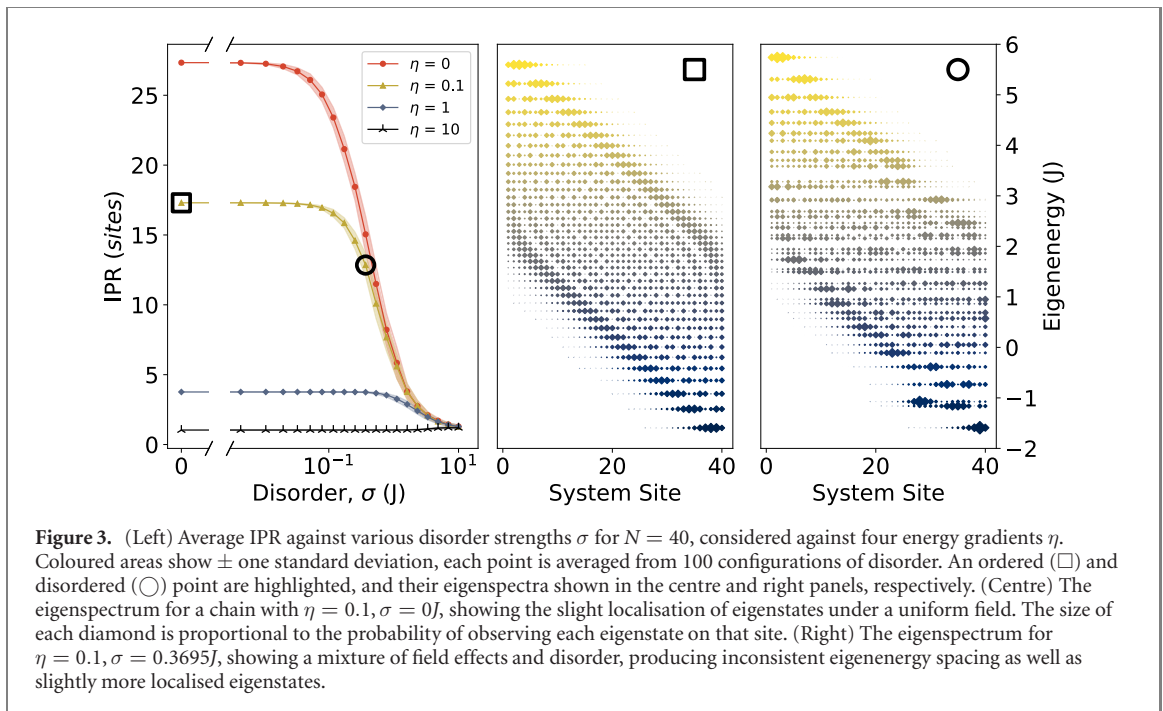 IPR (sites)
25
20
15
10
5
0
η = 0
η = 0.1
η = 1
η = 10
0
10⁻¹
10¹
Disorder, σ (J)
0
20
40
System Site
0
20
40
System Site
6
5
4
3
2
1
0
−1
−2
Eigenenergy (J)
Figure 3. (Left) Average IPR against various disorder strengths σ for N = 40, considered against four energy gradients η.
Coloured areas show ± one standard deviation, each point is averaged from 100 configurations of disorder. An ordered (□) and
disordered (◯) point are highlighted, and their eigenspectra shown in the centre and right panels, respectively. (Centre) The
eigenspectrum for a chain with η = 0.1, σ = 0J, showing the slight localisation of eigenstates under a uniform field. The size of
each diamond is proportional to the probability of observing each eigenstate on that site. (Right) The eigenspectrum for
η = 0.1, σ = 0.3695J, showing a mixture of field effects and disorder, producing inconsistent eigenenergy spacing as well as
slightly more localised eigenstates.